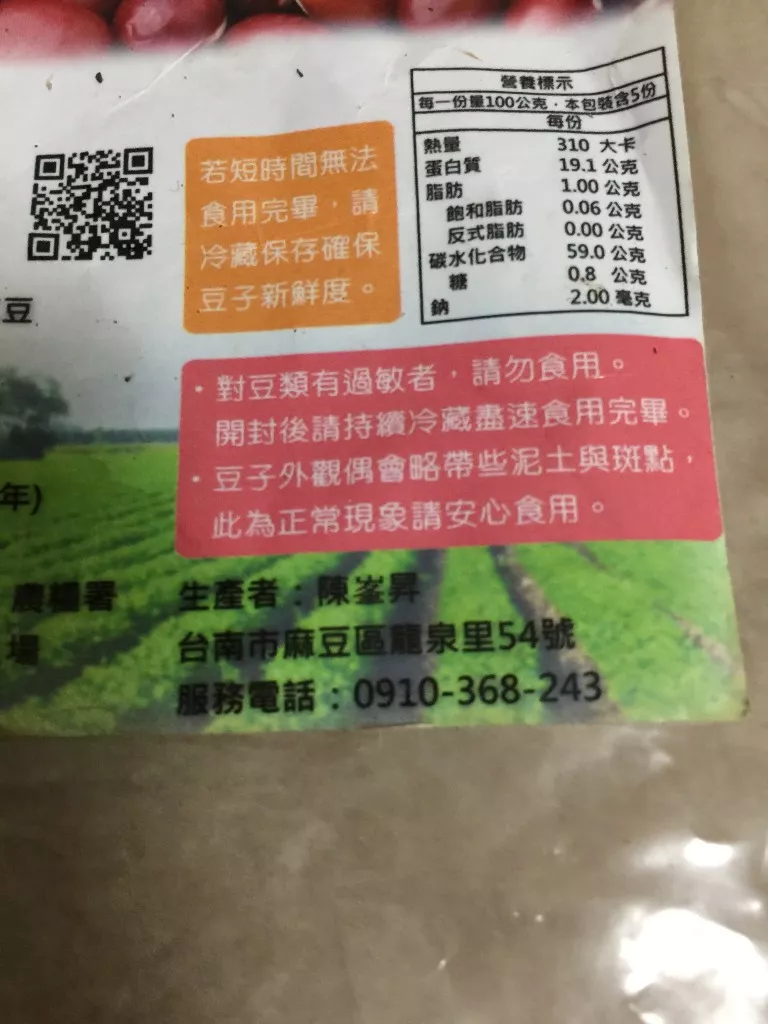 營養標示
每一份量100公克．本包裝含5份
每份
熱量 310 大卡
蛋白質 19.1 公克
脂肪 1.00 公克
飽和脂肪 0.06 公克
反式脂肪 0.00 公克
碳水化合物 59.0 公克
糖 0.8 公克
鈉 2.00 毫克
若短時間無法
食用完畢，請
冷藏保存確保
豆子新鮮度。
豆
・對豆類有過敏者，請勿食用。
開封後請持續冷藏盡速食用完畢。
・豆子外觀偶會略帶些泥土與斑點，
此為正常現象請安心食用。
年)
農糧署
場
生產者：陳崟昇
台南市麻豆區龍泉里54號
服務電話：0910-368-243